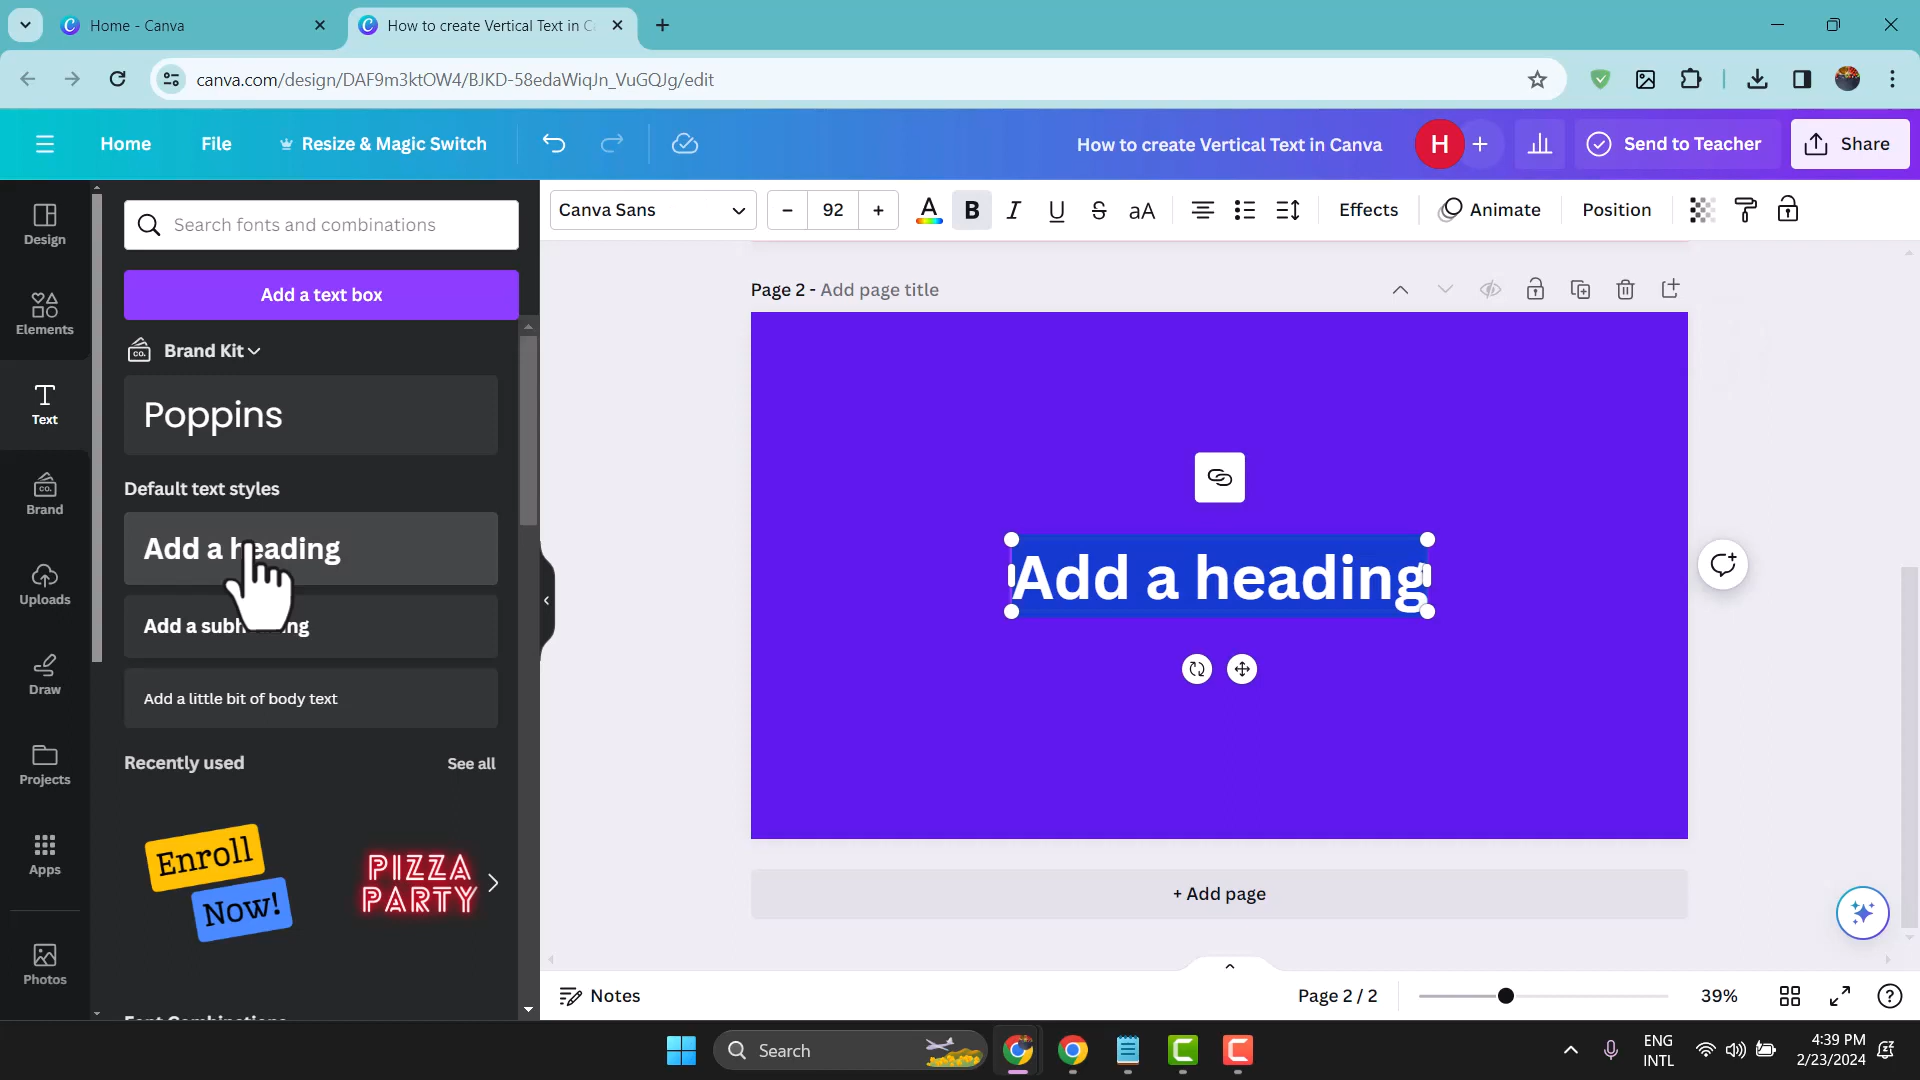 Home - Canva
How to create Vertical Text in C
canva.com/design/DAF9m3ktOW4/BJKD-58edaWiqJn_VuGQJg/edit
Home
File
Resize & Magic Switch
How to create Vertical Text in Canva
H
Send to Teacher
Share
Design
Elements
Text
Brand
Uploads
Draw
Projects
Apps
Photos
Search fonts and combinations
Add a text box
CO.
Brand Kit
Poppins
Default text styles
Add a heading
Add a subh ng
Add a little bit of body text
Recently used
See all
Enroll
Now!
PIZZA
PARTY
Canva Sans
- 92 +
A B I U S aA
Effects
Animate
Position
Page 2 - Add page title
Add a heading
+ Add page
Notes
Page 2 / 2
39%
Search
ENG
INTL
4:39 PM
2/23/2024